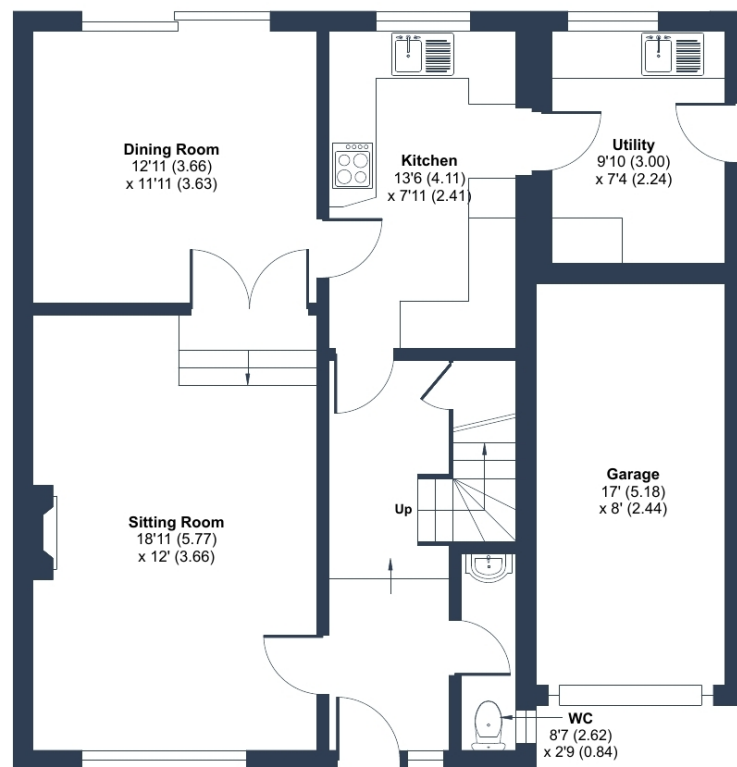 Dining Room
12'11 (3.66)
x 11'11 (3.63)
Kitchen
13'6 (4.11)
x 7'11 (2.41)
Utility
9'10 (3.00)
x 7'4 (2.24)
Sitting Room
18'11 (5.77)
x 12' (3.66)
Up
Garage
17' (5.18)
x 8' (2.44)
WC
8'7 (2.62)
x 2'9 (0.84)